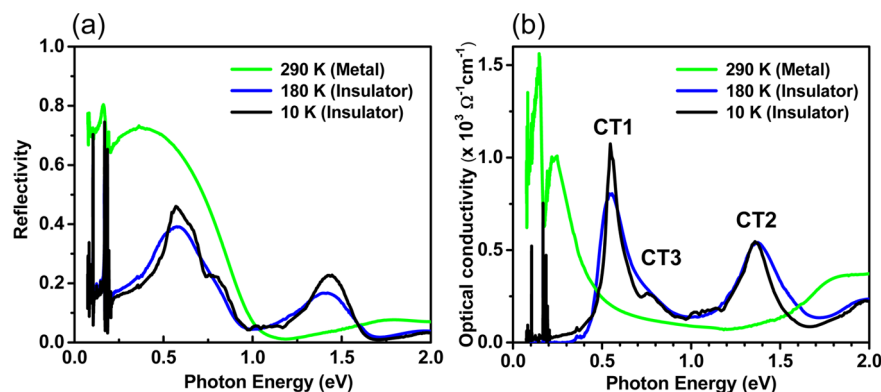 (a)
290 K (Metal)
180 K (Insulator)
10 K (Insulator)
Reflectivity
1.0
0.8
0.6
0.4
0.2
0.0
0.0 0.5 1.0 1.5 2.0
Photon Energy (eV)
(b)
290 K (Metal)
180 K (Insulator)
10 K (Insulator)
CT1
CT2
CT3
Optical conductivity (x 10³ Ω⁻¹cm⁻¹)
1.5
1.0
0.5
0.0
0.0 0.5 1.0 1.5 2.0
Photon Energy (eV)